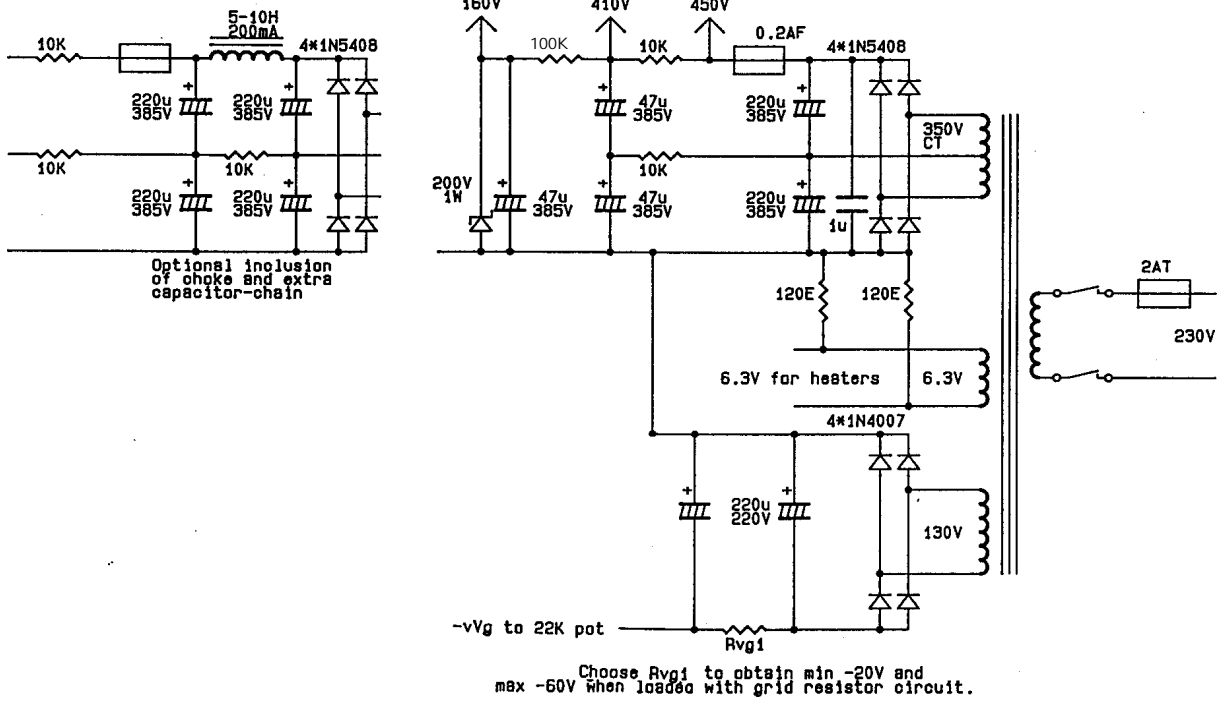 5-10H
200mA
10K
4*1N5408
220u
385V
220u
385V
10K
10K
220u
385V
220u
385V
Optional inclusion
of choke and extra
capacitor-chain
160V
410V
450V
100K
10K
0.2AF
4*1N5408
47u
385V
220u
385V
350V
CT
10K
200V
1W
47u
385V
47u
385V
220u
385V
1u
120E
120E
2AT
230V
6.3V for heaters
6.3V
4*1N4007
220u
220V
130V
-vVg to 22K pot
Rvg1
Choose Rvg1 to obtain min -20V and
max -60V when loaded with grid resistor circuit.